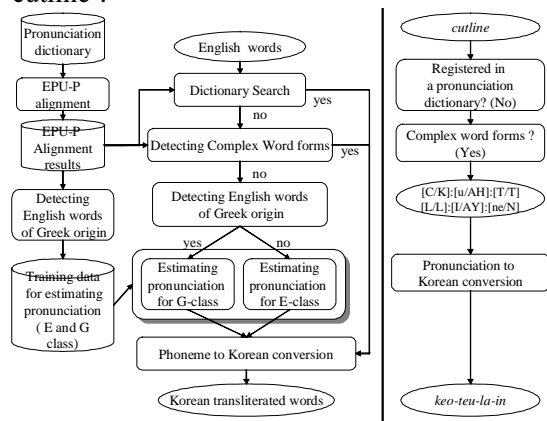 cutline .
Pronunciation
dictionary
EPU-P
alignment
EPU-P
Alignment
results
Detecting
English words
of Greek origin
Training data
for estimating
pronunciation
( E and G
class)
English words
Dictionary Search
yes
no
Detecting Complex Word forms
yes
no
Detecting English words
of Greek origin
yes
no
Estimating
pronunciation
for G-class
Estimating
pronunciation
for E-class
Phoneme to Korean conversion
Korean transliterated words
cutline
Registered in
a pronunciation
dictionary? (No)
Complex word forms ?
(Yes)
[C/K]:[u/AH]:[T/T]
[L/L]:[I/AY]:[ne/N]
Pronunciation to
Korean conversion
keo-teu-la-in